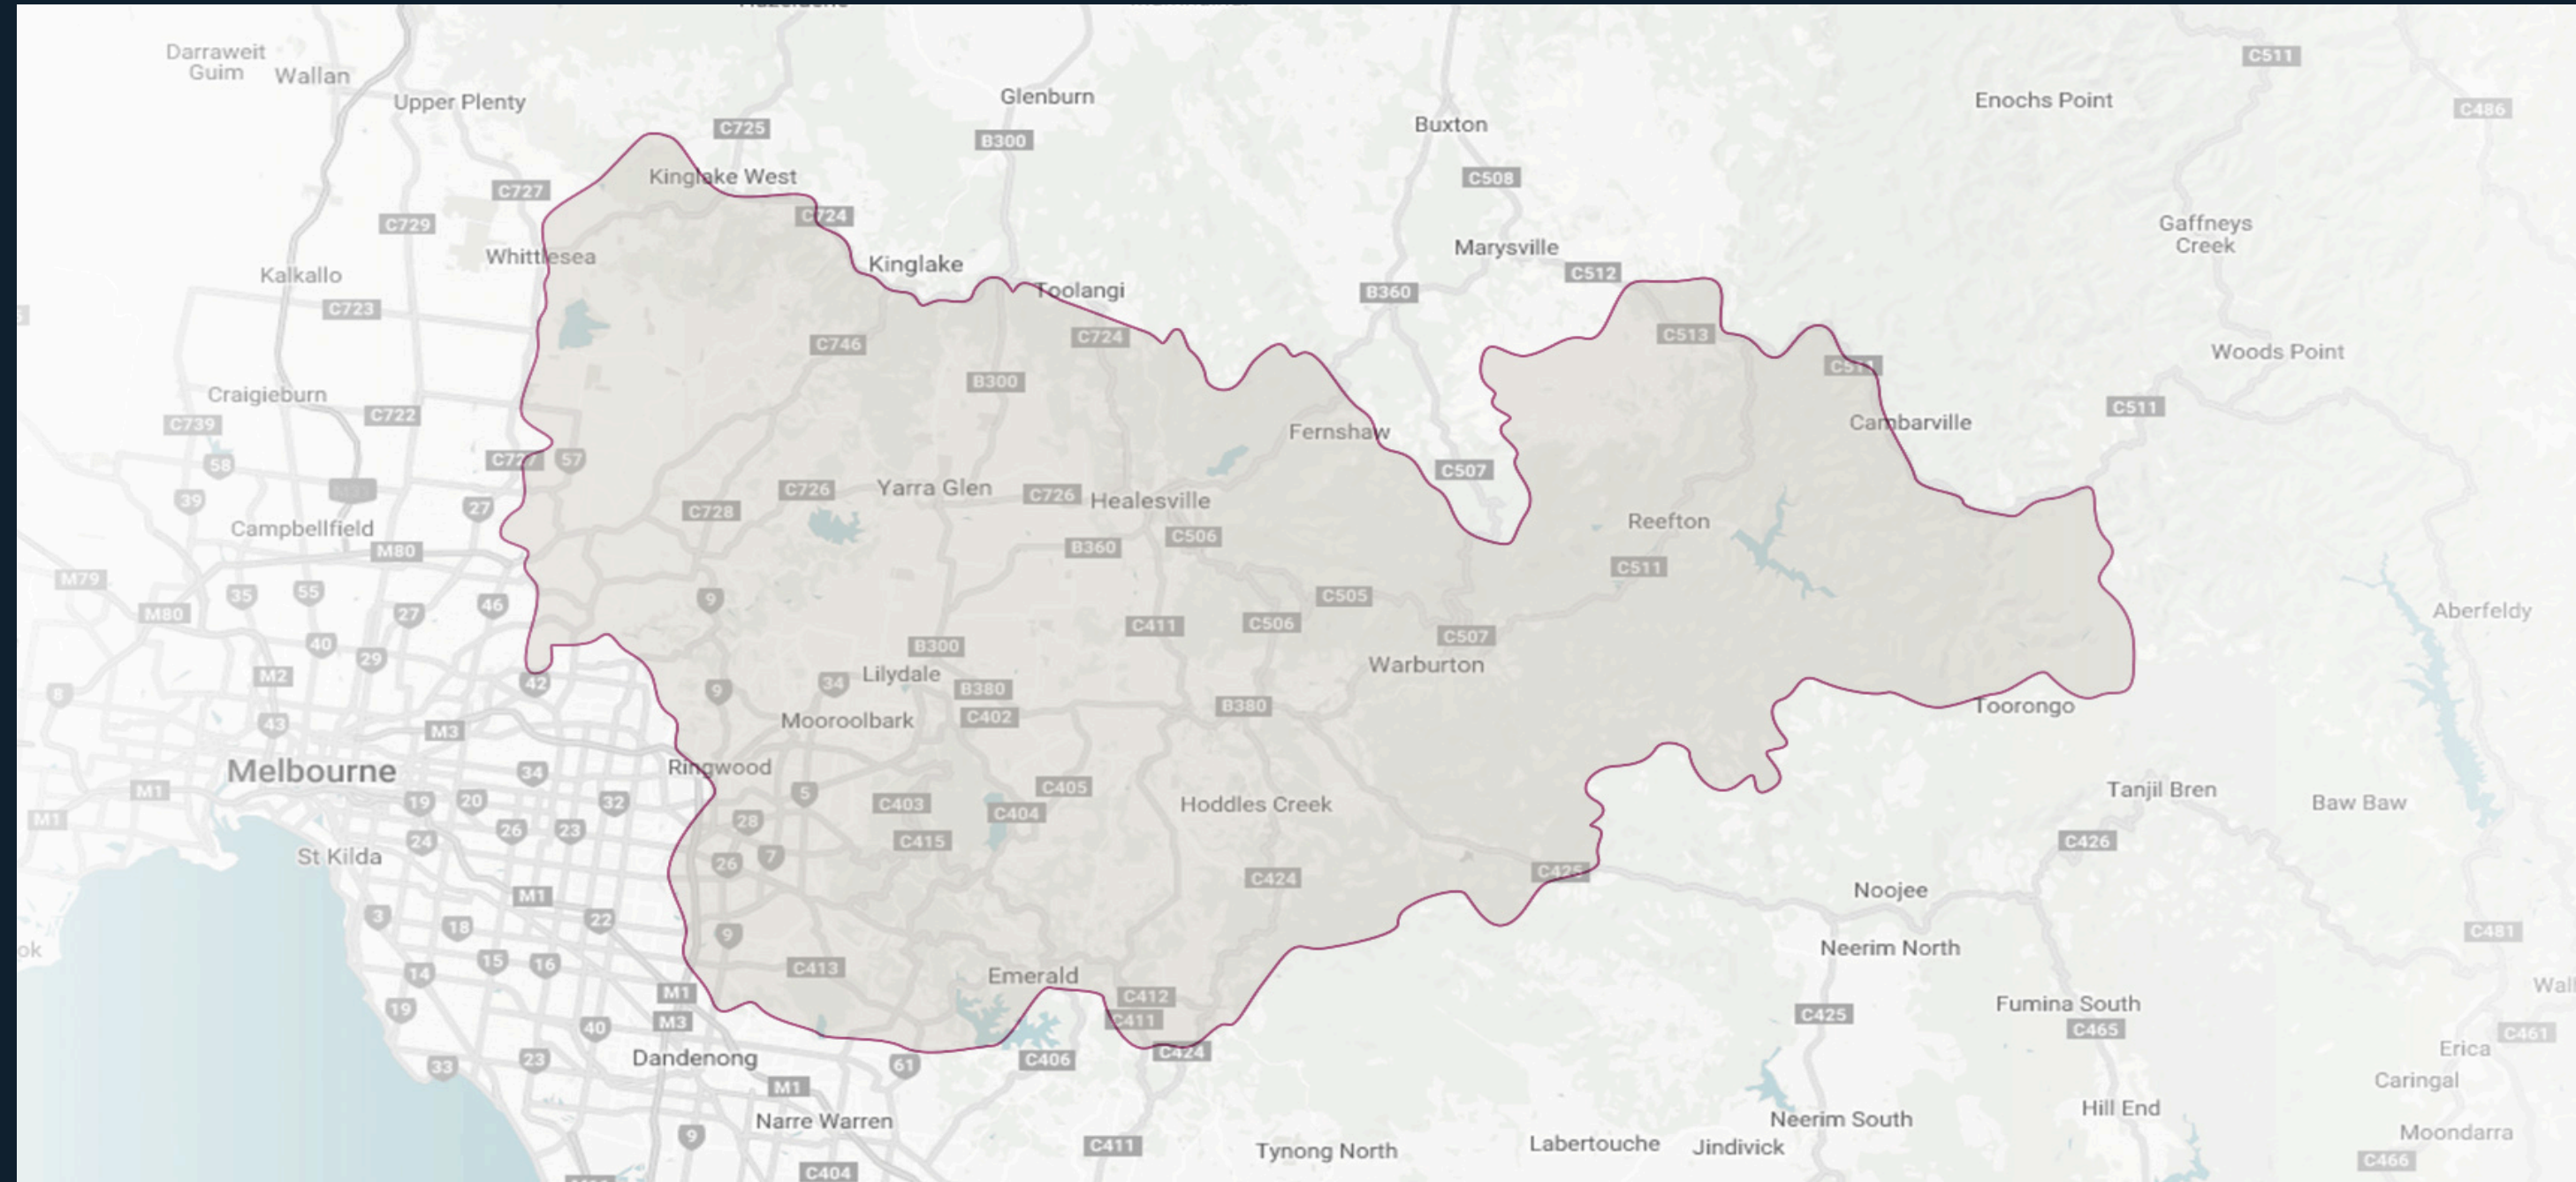 Darraweit
Guim
Wallan
Upper Plenty
Glenburn
Buxton
Enochs Point
C511
C486
C725
B300
C508
Kinglake West
C727
C724
C729
Gaffneys
Creek
Marysville
C512
Whittlesea
Kinglake
Kalkallo
Toolangi
B360
C723
C746
C724
C513
C511
Woods Point
B300
Craigieburn
C722
C739
C511
Cambarville
Fernshaw
C727
57
58
C507
Yarra Glen
C726
C726
Healesville
39
27
C728
Campbellfield
Reefton
C506
M80
B360
C511
M79
35
55
C505
9
46
M80
27
Aberfeldy
C411
C506
40
29
B300
C507
Warburton
M2
Lilydale
34
42
9
B380
C402
8
B380
Toorongo
Mooroolbark
43
M3
Melbourne
34
Ringwood
M1
5
C405
Tanjil Bren
19
20
32
C403
C404
Hoddles Creek
Baw Baw
M1
26
23
28
24
C415
C426
St Kilda
26
7
C425
C424
M1
Noojee
3
22
18
9
C481
ok
Neerim North
15
16
14
C413
Emerald
M1
C412
Wal
19
Fumina South
C425
M3
C411
40
C465
C461
Erica
C424
Dandenong
23
C406
33
61
Caringal
M1
Hill End
Narre Warren
Neerim South
9
C411
Labertouche
Jindivick
Moondarra
Tynong North
C404
C466